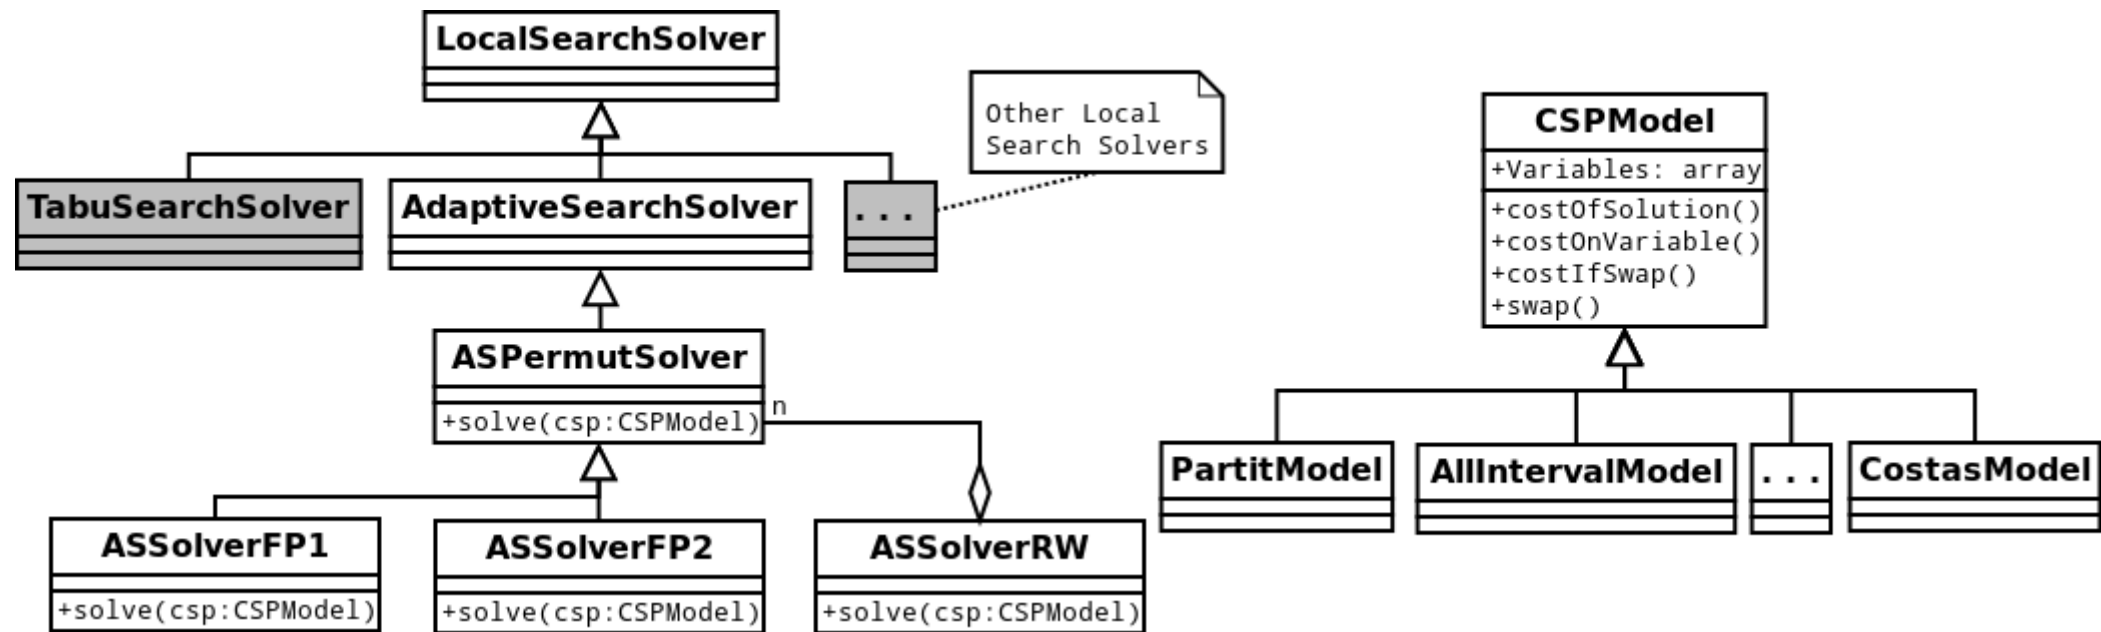 LocalSearchSolver
Other Local
Search Solvers
TabuSearchSolver
AdaptiveSearchSolver
...
ASPermutSolver
+solve(csp:CSPModel)
n
ASSolverFP1
+solve(csp:CSPModel)
ASSolverFP2
+solve(csp:CSPModel)
ASSolverRW
+solve(csp:CSPModel)
CSPModel
+Variables: array
+costOfSolution()
+costOnVariable()
+costIfSwap()
+swap()
PartitModel
AllIntervalModel
...
CostasModel